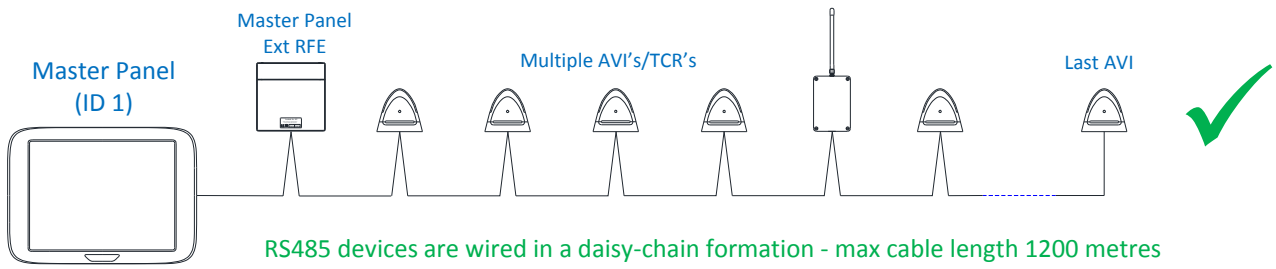 Master Panel
Ext RFE
Master Panel
(ID 1)
Multiple AVI's/TCR's
Last AVI
RS485 devices are wired in a daisy-chain formation - max cable length 1200 metres